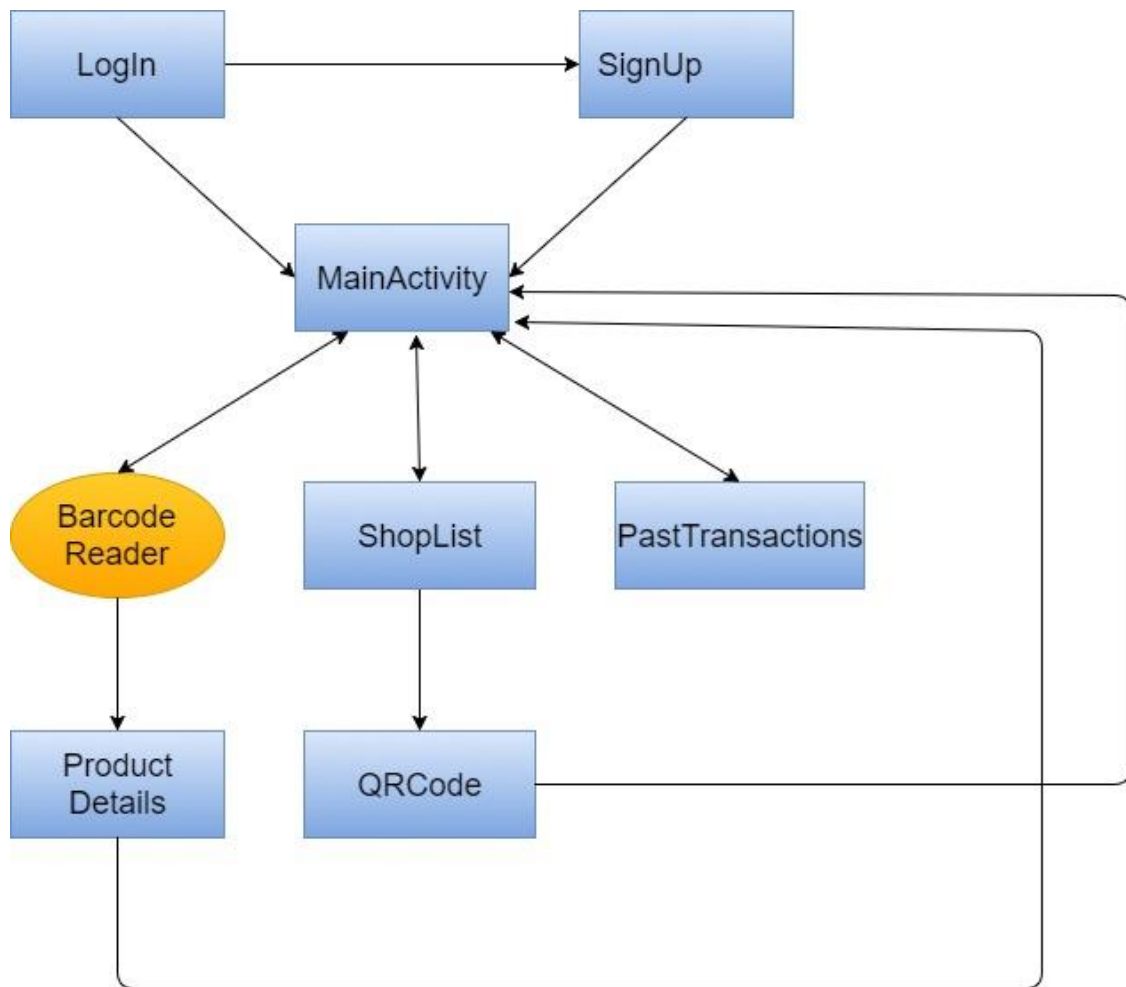 LogIn
SignUp
MainActivity
Barcode
Reader
ShopList
PastTransactions
Product
Details
QRCode